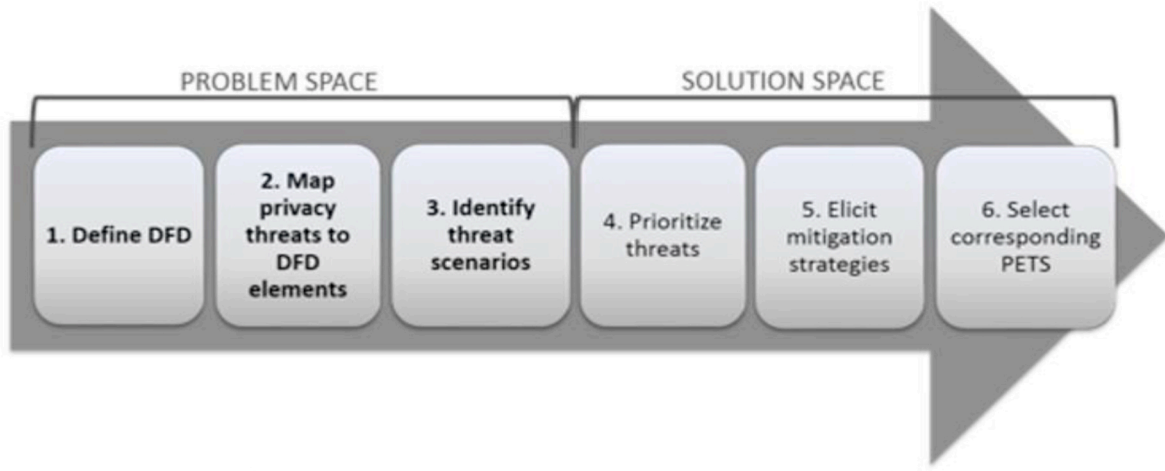 PROBLEM SPACE
SOLUTION SPACE
1. Define DFD
2. Map
privacy
threats to
DFD
elements
3. Identify
threat
scenarios
4. Prioritize
threats
5. Elicit
mitigation
strategies
6. Select
corresponding
PETS